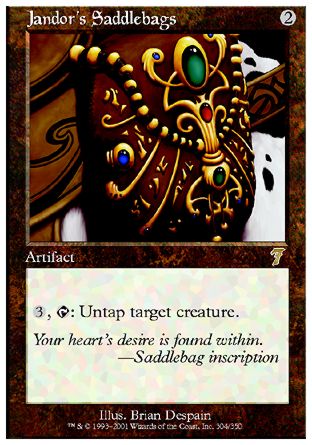 Jandor's Saddlebags 2
Artifact
3, T: Untap target creature.
Your heart's desire is found within.
—Saddlebag inscription
Illus. Brian Despain
™ & © 1993–2001 Wizards of the Coast, Inc. 304/350